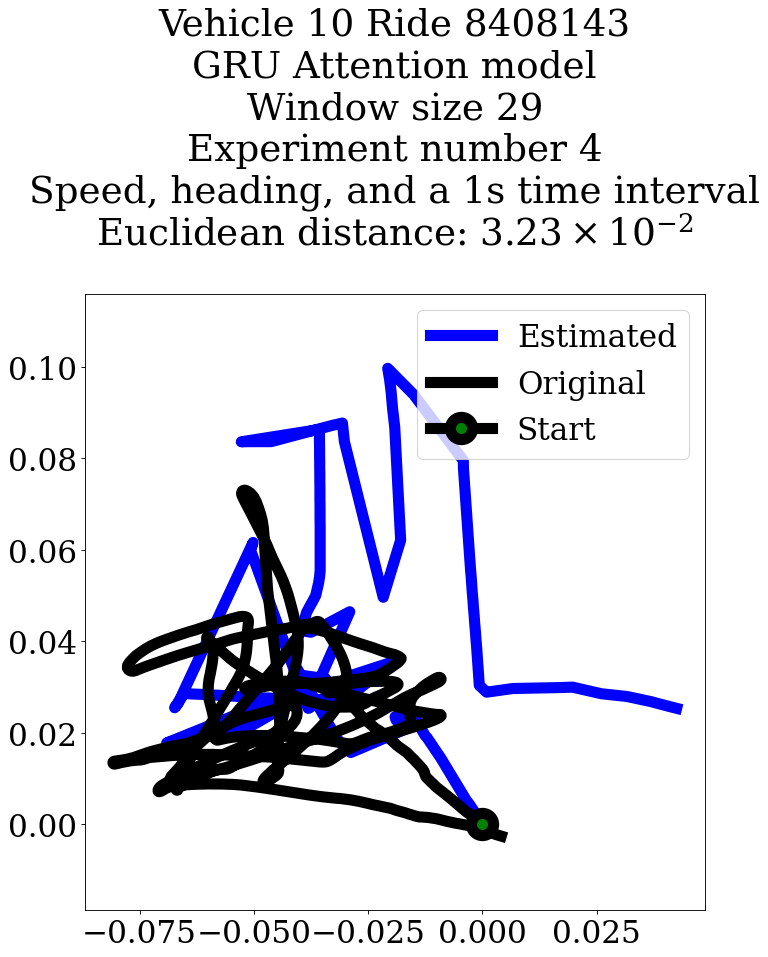 Vehicle 10 Ride 8408143
GRU Attention model
Window size 29
Experiment number 4
Speed, heading, and a 1s time interval
Euclidean distance: 3.23 × 10⁻²
Estimated
Original
Start
0.10
0.08
0.06
0.04
0.02
0.00
−0.075 −0.050 −0.025 0.000 0.025